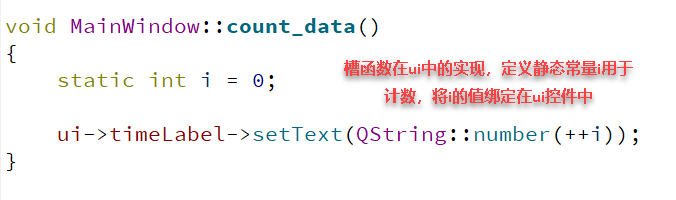 void MainWindow::count_data()
{
static int i = 0;
槽函数在ui中的实现，定义静态常量i用于
计数，将i的值绑定在ui控件中
ui->timeLabel->setText(QString::number(++i));
}